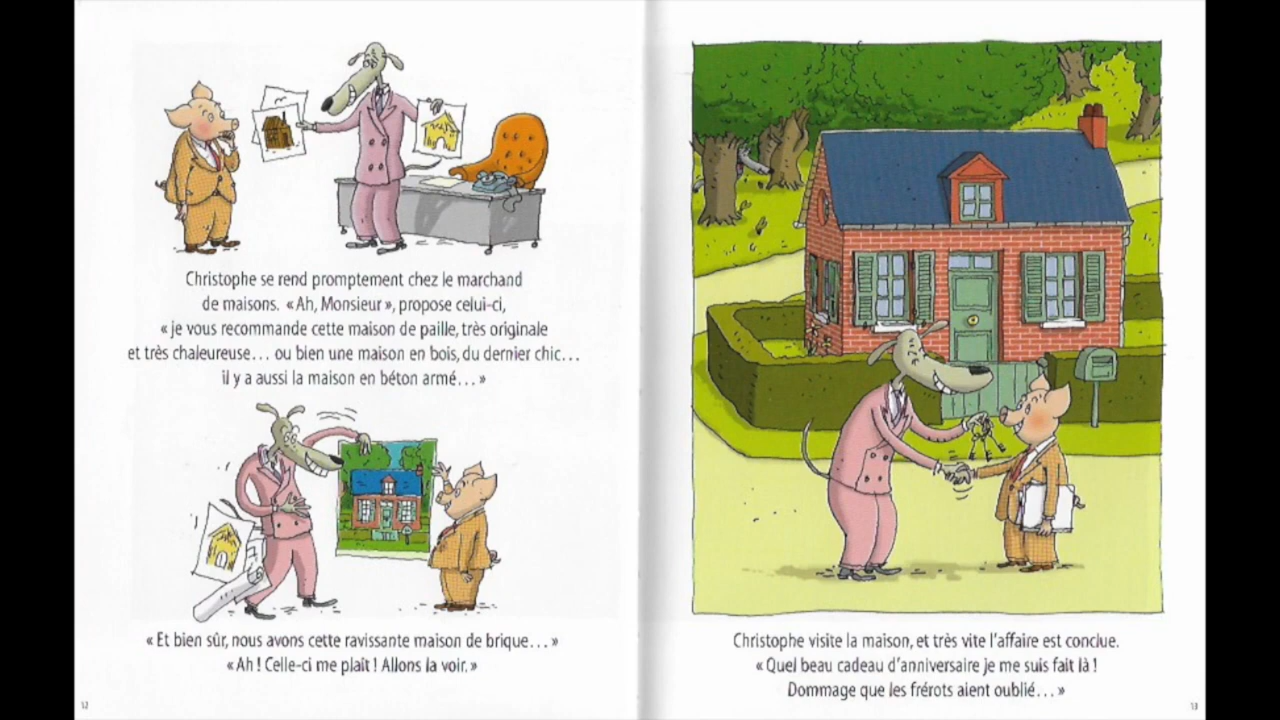 Christophe se rend promptement chez le marchand
de maisons. « Ah, Monsieur », propose celui-ci,
« je vous recommande cette maison de paille, très originale
et très chaleureuse... ou bien une maison en bois, du dernier chic...
il y a aussi la maison en béton armé... »
« Et bien sûr, nous avons cette ravissante maison de brique... »
« Ah ! Celle-ci me plaît ! Allons la voir. »
12
Christophe visite la maison, et très vite l'affaire est conclue.
« Quel beau cadeau d'anniversaire je me suis fait là !
Dommage que les frérots aient oublié... »
13